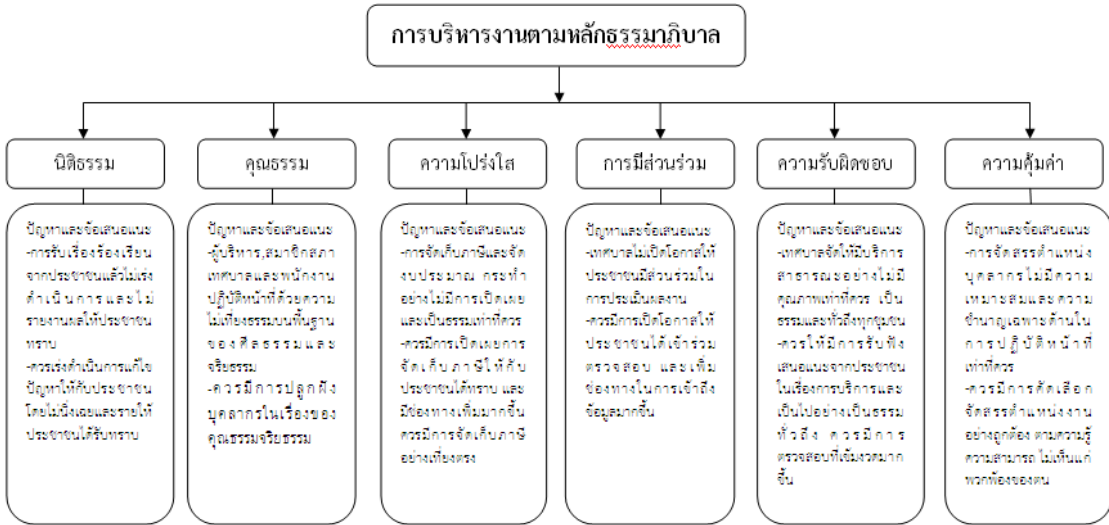 การบริหารงานตามหลักธรรมาภิบาล
นิติธรรม
คุณธรรม
ความโปร่งใส
การมีส่วนร่วม
ความรับผิดชอบ
ความคุ้มค่า
ปัญหาและข้อเสนอแนะ
-การรับเรื่องร้องเรียน
จากประชาชนแล้วไม่เร่ง
ดำเนินการและไม่
รายงานผลให้ประชาชน
ทราบ
-ควรเร่งดำเนินการแก้ไข
ปัญหาให้กับประชาชน
โดยไม่นิ่งเฉยและรายให้
ประชาชนได้รับทราบ
ปัญหาและข้อเสนอแนะ
-ผู้บริหาร,สมาชิกสภา
เทศบาลและพนักงาน
ปฏิบัติหน้าที่ด้วยความ
ไม่เที่ยงธรรมบนพื้นฐาน
ของศีลธรรมและ
จริยธรรม
-ควรมีการปลูกฝัง
บุคลากรในเรื่องของ
คุณธรรมจริยธรรม
ปัญหาและข้อเสนอแนะ
-การจัดเก็บภาษีและจัด
งบประมาณ กระทำ
อย่างไม่มีการเปิดเผย
และเป็นธรรมเท่าที่ควร
-ควรมีการเปิดเผยการ
จัดเก็บภาษีให้กับ
ประชาชนได้ทราบ และ
มีช่องทางเพิ่มมากขึ้น
ควรมีการจัดเก็บภาษี
อย่างเที่ยงตรง
ปัญหาและข้อเสนอแนะ
-เทศบาลไม่เปิดโอกาสให้
ประชาชนมีส่วนร่วมใน
การประเมินผลงาน
-ควรมีการเปิดโอกาสให้
ประชาชนได้เข้าร่วม
ตรวจสอบ และเพิ่ม
ช่องทางในการเข้าถึง
ข้อมูลมากขึ้น
ปัญหาและข้อเสนอแนะ
-เทศบาลจัดให้มีบริการ
สาธารณะอย่างไม่มี
คุณภาพเท่าที่ควร เป็น
ธรรมและทั่วถึงทุกชุมชน
-ควรให้มีการรับฟัง
เสนอแนะจากประชาชน
ในเรื่องการบริการและ
เป็นไปอย่างเป็นธรรม
ทั่วถึง ควรมีการ
ตรวจสอบที่เข้มงวดมาก
ขึ้น
ปัญหาและข้อเสนอแนะ
-การจัดสรรตำแหน่ง
บุคลากรไม่มีความ
เหมาะสมและความ
ชำนาญเฉพาะด้านใน
การปฏิบัติหน้าที่
เท่าที่ควร
-ควรมีการคัดเลือก
จัดสรรตำแหน่งงาน
อย่างถูกต้อง ตามความรู้
ความสามารถ ไม่เห็นแก่
พวกพ้องของตน